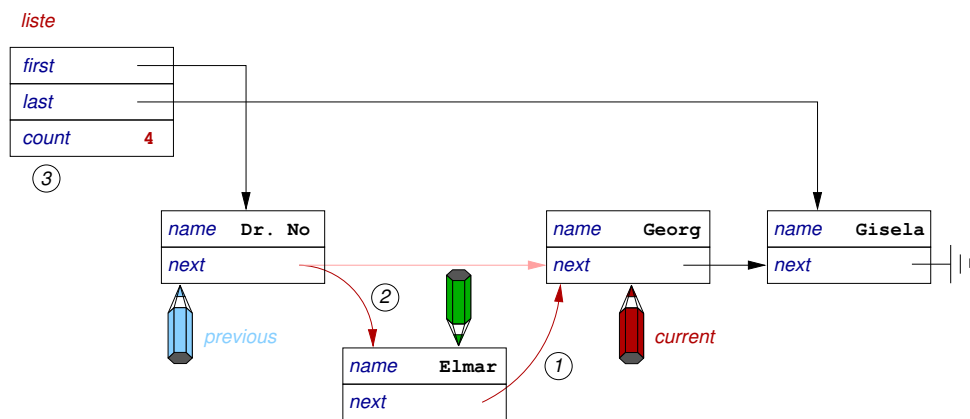 liste
first
last
count 4
3
name Dr. No
next
name Georg
next
name Gisela
next
2
previous
current
name Elmar
next
1